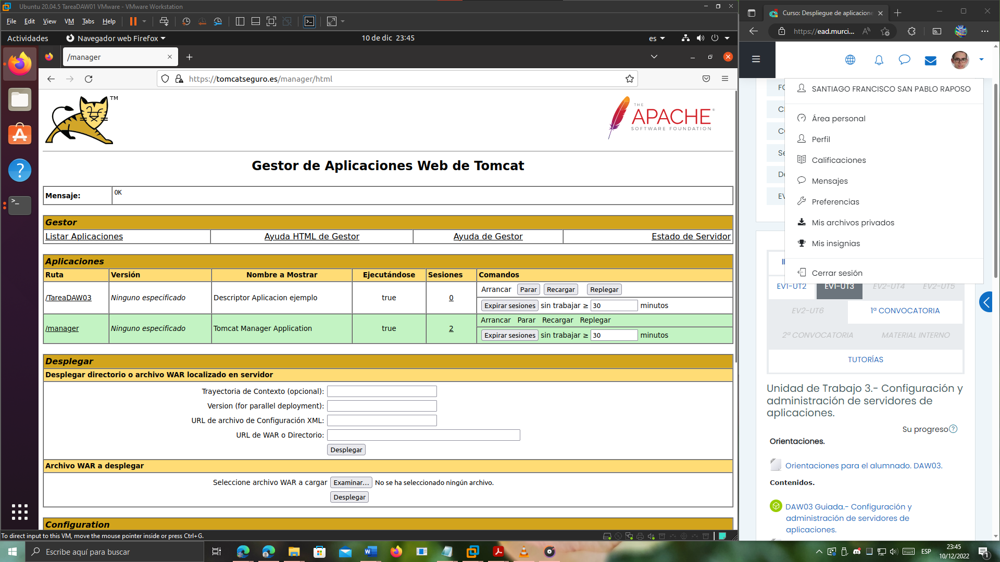 Ubuntu 20.04.5 TareaDAW01 VMware - VMware Workstation
File Edit View VM Tabs Help
Actividades Navegador web Firefox 10 de dic 23:45 es
/manager
https://tomcatseguro.es/manager/html
TM
THE
APACHE®
SOFTWARE FOUNDATION
Gestor de Aplicaciones Web de Tomcat
Mensaje: OK
Gestor
Listar Aplicaciones Ayuda HTML de Gestor Ayuda de Gestor Estado de Servidor
Aplicaciones
Ruta Versión Nombre a Mostrar Ejecutándose Sesiones Comandos
/TareaDAW03 Ninguno especificado Descriptor Aplicacion ejemplo true 0 Arrancar Parar Recargar Replegar
Expirar sesiones sin trabajar ≥ 30 minutos
/manager Ninguno especificado Tomcat Manager Application true 2 Arrancar Parar Recargar Replegar
Expirar sesiones sin trabajar ≥ 30 minutos
Desplegar
Desplegar directorio o archivo WAR localizado en servidor
Trayectoria de Contexto (opcional):
Version (for parallel deployment):
URL de archivo de Configuración XML:
URL de WAR o Directorio:
Desplegar
Archivo WAR a desplegar
Seleccione archivo WAR a cargar Examinar... No se ha seleccionado ningún archivo.
Desplegar
Configuration
To direct input to this VM, move the mouse pointer inside or press Ctrl+G.
Curso: Despliegue de aplicacione
https://ead.murci...
SANTIAGO FRANCISCO SAN PABLO RAPOSO
Área personal
Perfil
Calificaciones
Mensajes
Preferencias
Mis archivos privados
Mis insignias
Cerrar sesión
EV1-UT2 EV1-UT3 EV2-UT4 EV2-UT5
EV2-UT6 1ª CONVOCATORIA
2ª CONVOCATORIA MATERIAL INTERNO
TUTORÍAS
Unidad de Trabajo 3.- Configuración y
administración de servidores de
aplicaciones.
Su progreso
Orientaciones.
Orientaciones para el alumnado. DAW03.
Contenidos.
DAW03 Guiada.- Configuración y
administración de servidores de
aplicaciones.
Escribe aquí para buscar
ESP
23:45
10/12/2022
1